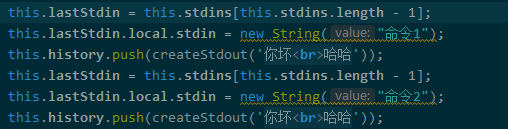 this.lastStdin = this.stdins[this.stdins.length - 1];
this.lastStdin.local.stdin = new String( value: "命令1");
this.history.push(createStdout('你坏<br>哈哈'));
this.lastStdin = this.stdins[this.stdins.length - 1];
this.lastStdin.local.stdin = new String( value: "命令2");
this.history.push(createStdout('你坏<br>哈哈'));